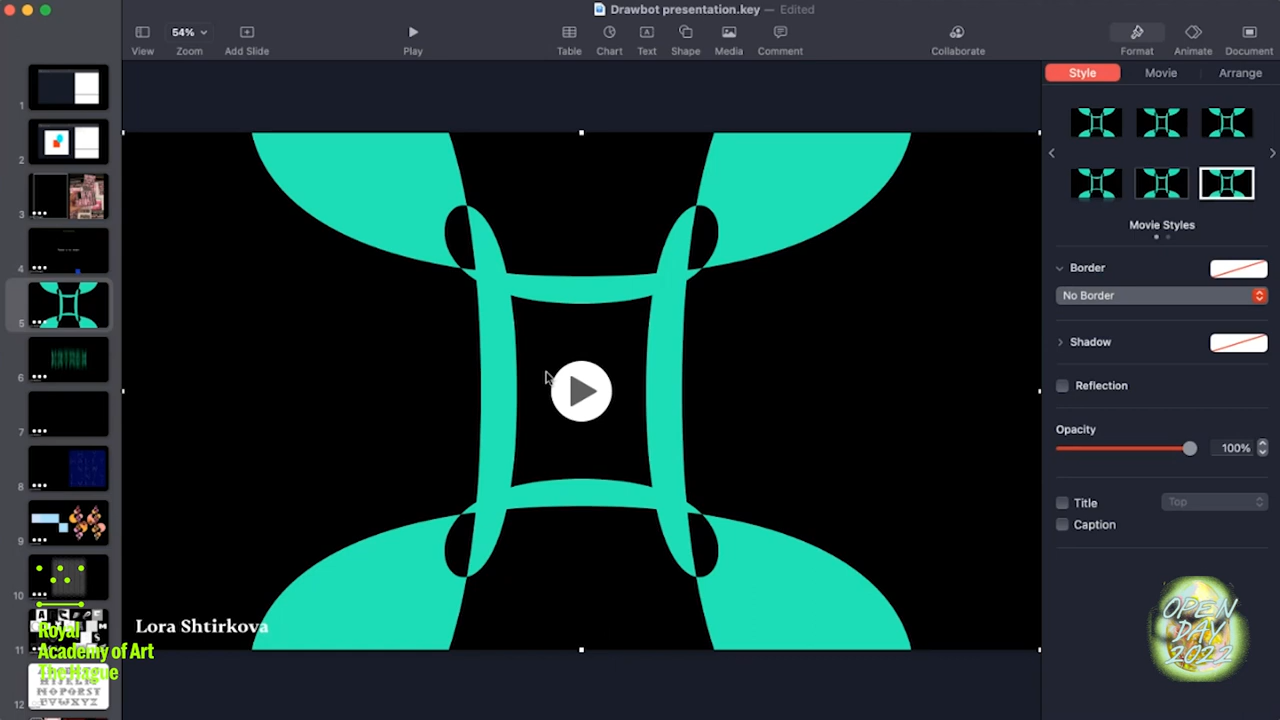 Drawbot presentation.key — Edited
54%
View
Zoom
Add Slide
Play
Table
Chart
Text
Shape
Media
Comment
Collaborate
Format
Animate
Document
Style
Movie
Arrange
1
2
3
4
5
6
7
8
9
10
11
12
Movie Styles
Border
No Border
Shadow
Reflection
Opacity
100%
Title
Top
Caption
Lora Shtirkova
Royal
Academy of Art
The Hague
OPEN
DAY
2022
MOPORST